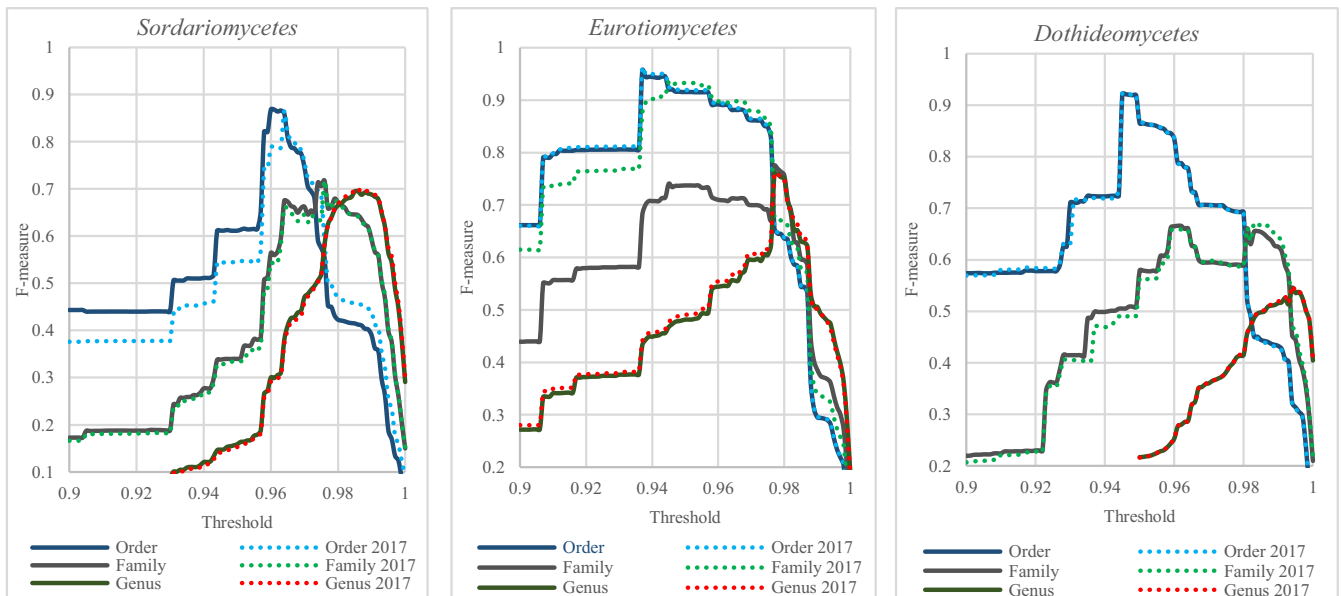 Sordariomycetes
1
0.9
0.8
0.7
0.6
0.5
0.4
0.3
0.2
0.1
F-measure
0.9 0.92 0.94 0.96 0.98 1
Threshold
Order Order 2017
Family Family 2017
Genus Genus 2017
Eurotiomycetes
1
0.9
0.8
0.7
0.6
0.5
0.4
0.3
0.2
F-measure
0.9 0.92 0.94 0.96 0.98 1
Threshold
Order Order 2017
Family Family 2017
Genus Genus 2017
Dothideomycetes
1
0.9
0.8
0.7
0.6
0.5
0.4
0.3
0.2
F-measure
0.9 0.92 0.94 0.96 0.98 1
Threshold
Order Order 2017
Family Family 2017
Genus Genus 2017